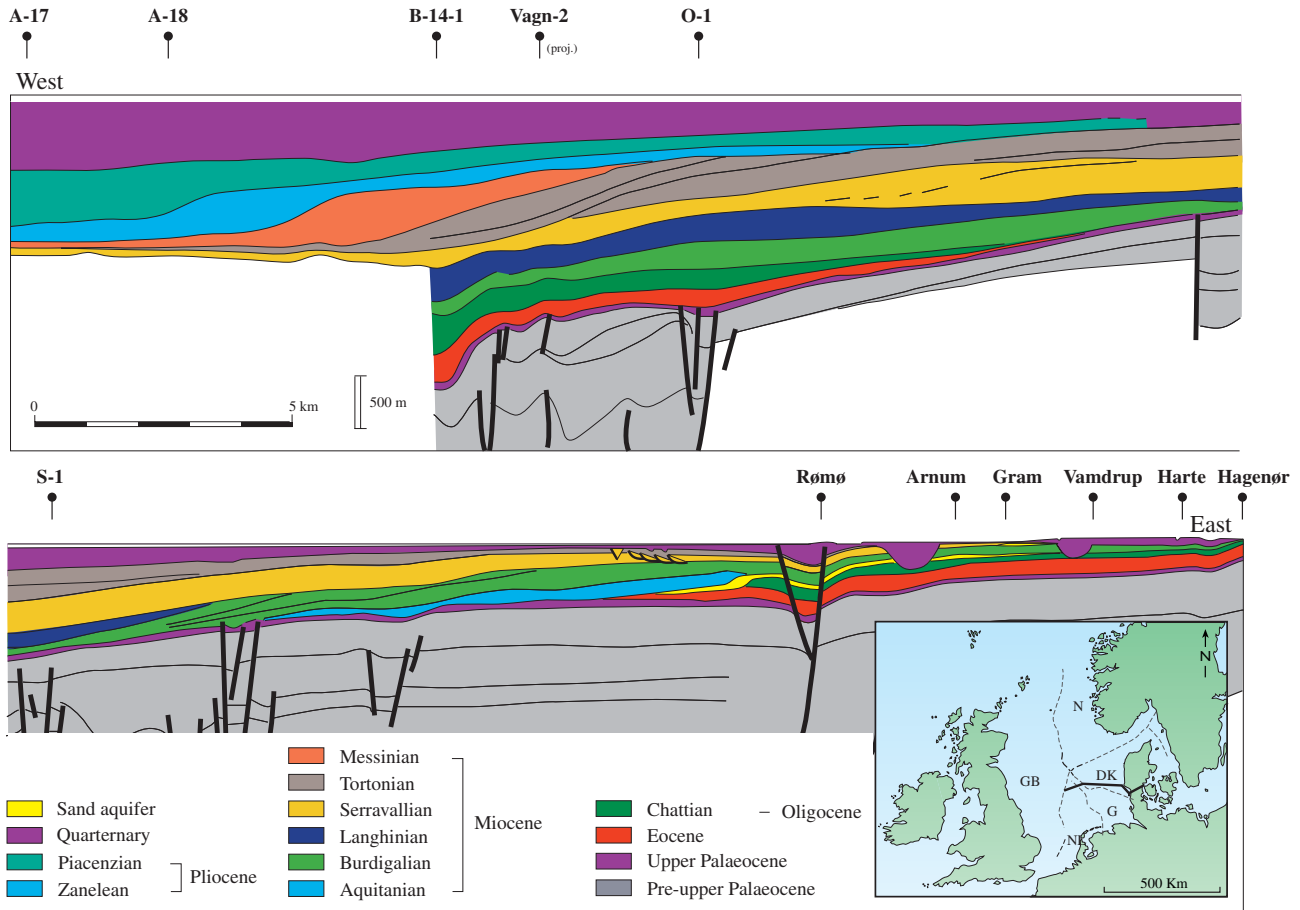 A-17 A-18 B-14-1 Vagn-2 O-1
(proj.)
West
0 5 km
500 m
S-1 Rømø Arnum Gram Vamdrup Harte Hagenør
East
Sand aquifer
Quarternary
Piacenzian
Zanelean
Pliocene
Messinian
Tortonian
Serravallian
Langhinian
Burdigalian
Aquitanian
Miocene
Chattian – Oligocene
Eocene
Upper Palaeocene
Pre-upper Palaeocene
N
N
GB
DK
G
NL
500 Km